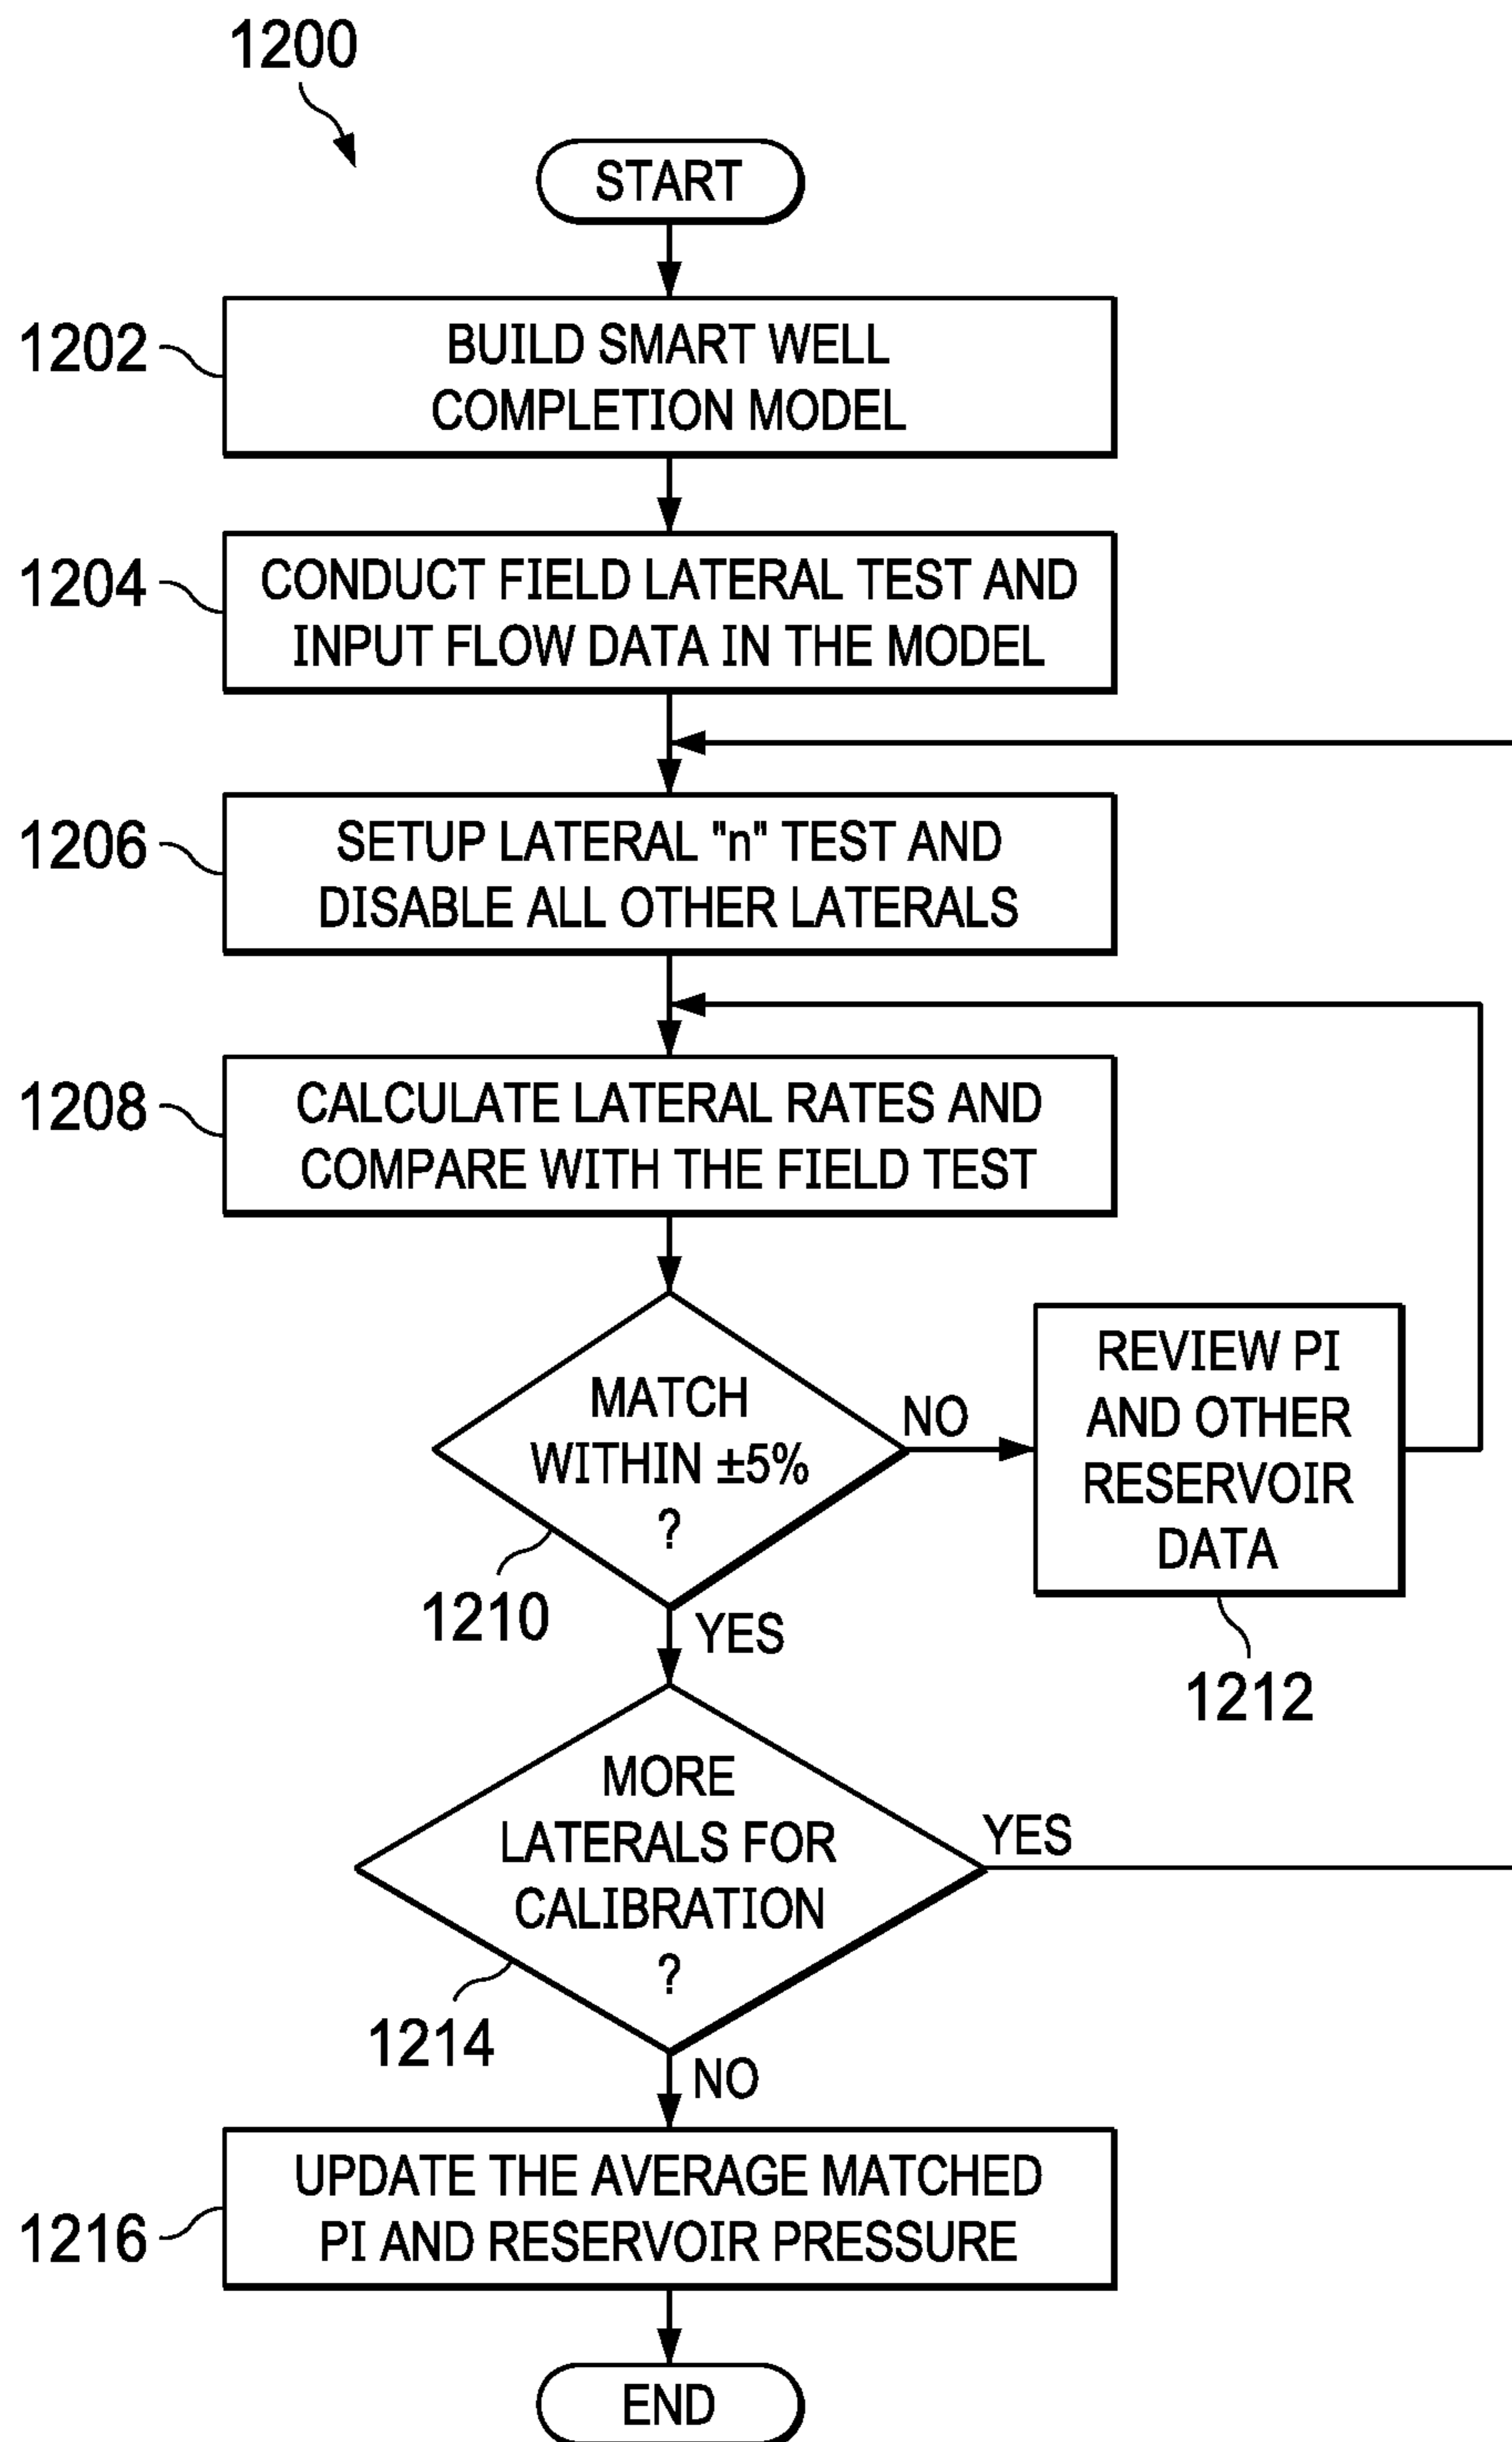 1200
START
1202
BUILD SMART WELL
COMPLETION MODEL
1204
CONDUCT FIELD LATERAL TEST AND
INPUT FLOW DATA IN THE MODEL
1206
SETUP LATERAL "n" TEST AND
DISABLE ALL OTHER LATERALS
1208
CALCULATE LATERAL RATES AND
COMPARE WITH THE FIELD TEST
MATCH
WITHIN ±5%
?
1210
NO
REVIEW PI
AND OTHER
RESERVOIR
DATA
1212
YES
MORE
LATERALS FOR
CALIBRATION
?
1214
YES
NO
1216
UPDATE THE AVERAGE MATCHED
PI AND RESERVOIR PRESSURE
END